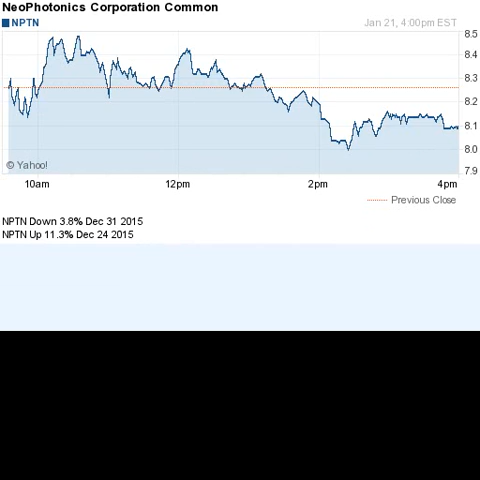 NeoPhotonics Corporation Common
NPTN Jan 21, 4:00pm EST
8.5
8.4
8.3
8.2
8.1
8.0
7.9
© Yahoo!
10am 12pm 2pm 4pm
Previous Close
NPTN Down 3.8% Dec 31 2015
NPTN Up 11.3% Dec 24 2015